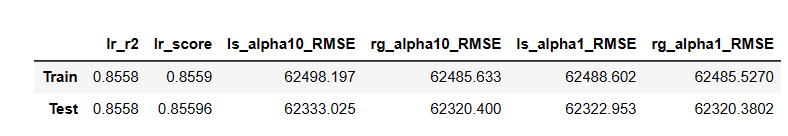 lr_r2 lr_score ls_alpha10_RMSE rg_alpha10_RMSE ls_alpha1_RMSE rg_alpha1_RMSE
Train 0.8558 0.8559 62498.197 62485.633 62488.602 62485.5270
Test 0.8558 0.85596 62333.025 62320.400 62322.953 62320.3802